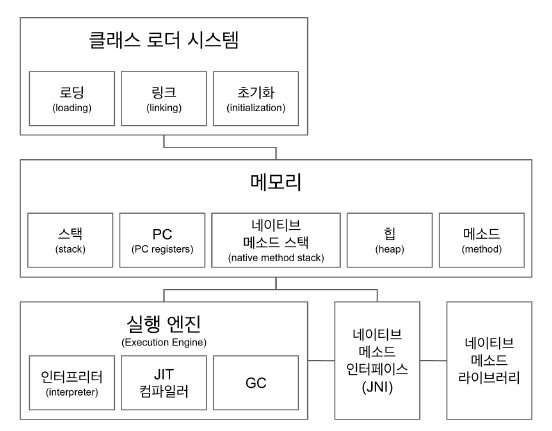 클래스 로더 시스템
로딩
(loading)
링크
(linking)
초기화
(initialization)
메모리
스택
(stack)
PC
(PC registers)
네이티브
메소드 스택
(native method stack)
힙
(heap)
메소드
(method)
실행 엔진
(Execution Engine)
인터프리터
(interpreter)
JIT
컴파일러
GC
네이티브
메소드
인터페이스
(JNI)
네이티브
메소드
라이브러리